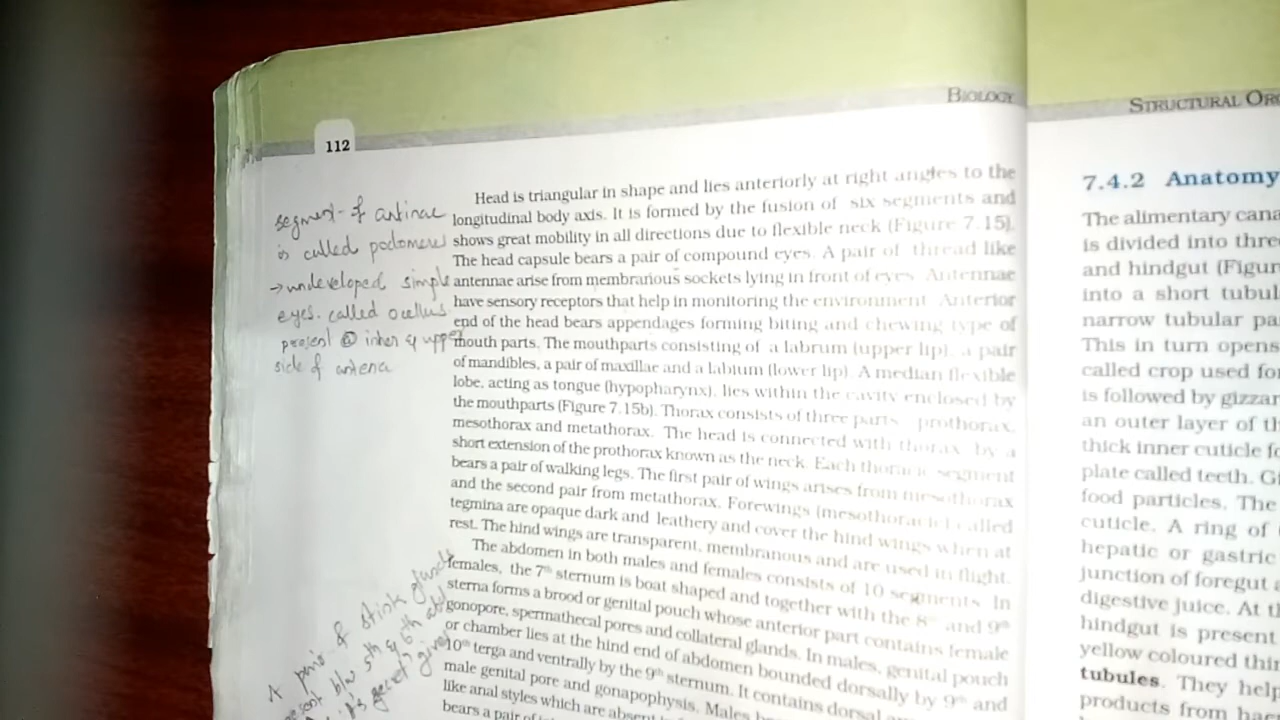 BIOLOGY
112
Head is triangular in shape and lies anteriorly at right angles to the
longitudinal body axis. It is formed by the fusion of six segments and
shows great mobility in all directions due to flexible neck (Figure 7.15).
The head capsule bears a pair of compound eyes. A pair of thread like
antennae arise from membranous sockets lying in front of eyes. Antennae
have sensory receptors that help in monitoring the environment. Anterior
end of the head bears appendages forming biting and chewing type of
mouth parts. The mouthparts consisting of a labrum (upper lip), a pair
of mandibles, a pair of maxillae and a labium (lower lip). A median flexible
lobe, acting as tongue (hypopharynx), lies within the cavity enclosed by
the mouthparts (Figure 7.15b). Thorax consists of three parts prothorax,
mesothorax and metathorax. The head is connected with thorax by a
short extension of the prothorax known as the neck. Each thoracic segment
bears a pair of walking legs. The first pair of wings arises from mesothorax
and the second pair from metathorax. Forewings (mesothoracic) called
tegmina are opaque dark and leathery and cover the hind wings when at
rest. The hind wings are transparent, membranous and are used in flight.
The abdomen in both males and females consists of 10 segments. In
females, the 7th sternum is boat shaped and together with the 8th and 9th
sterna forms a brood or genital pouch whose anterior part contains female
gonopore, spermathecal pores and collateral glands. In males, genital pouch
or chamber lies at the hind end of abdomen bounded dorsally by 9th and
10th terga and ventrally by the 9th sternum. It contains dorsal
male genital pore and gonapophysis. Males
like anal styles which are absent
bears a pair of
segment of antinae
is called podomeres
→ undeveloped simple
eyes. called ocellus
present @ inner & upper
side of antena
A pair of stink glands
present b/w 5th & 6th
STRUCTURAL
7.4.2 Anatomy
The alimentary
is divided into
and hindgut
into a short
narrow tubular
This in turn opens
called crop used
is followed by
an outer layer of
thick inner cuticle
plate called teeth.
food particles. The
cuticle. A ring of
hepatic or gastric
junction of foregut
digestive juice. At
hindgut is present
yellow coloured
tubules. They help
products from